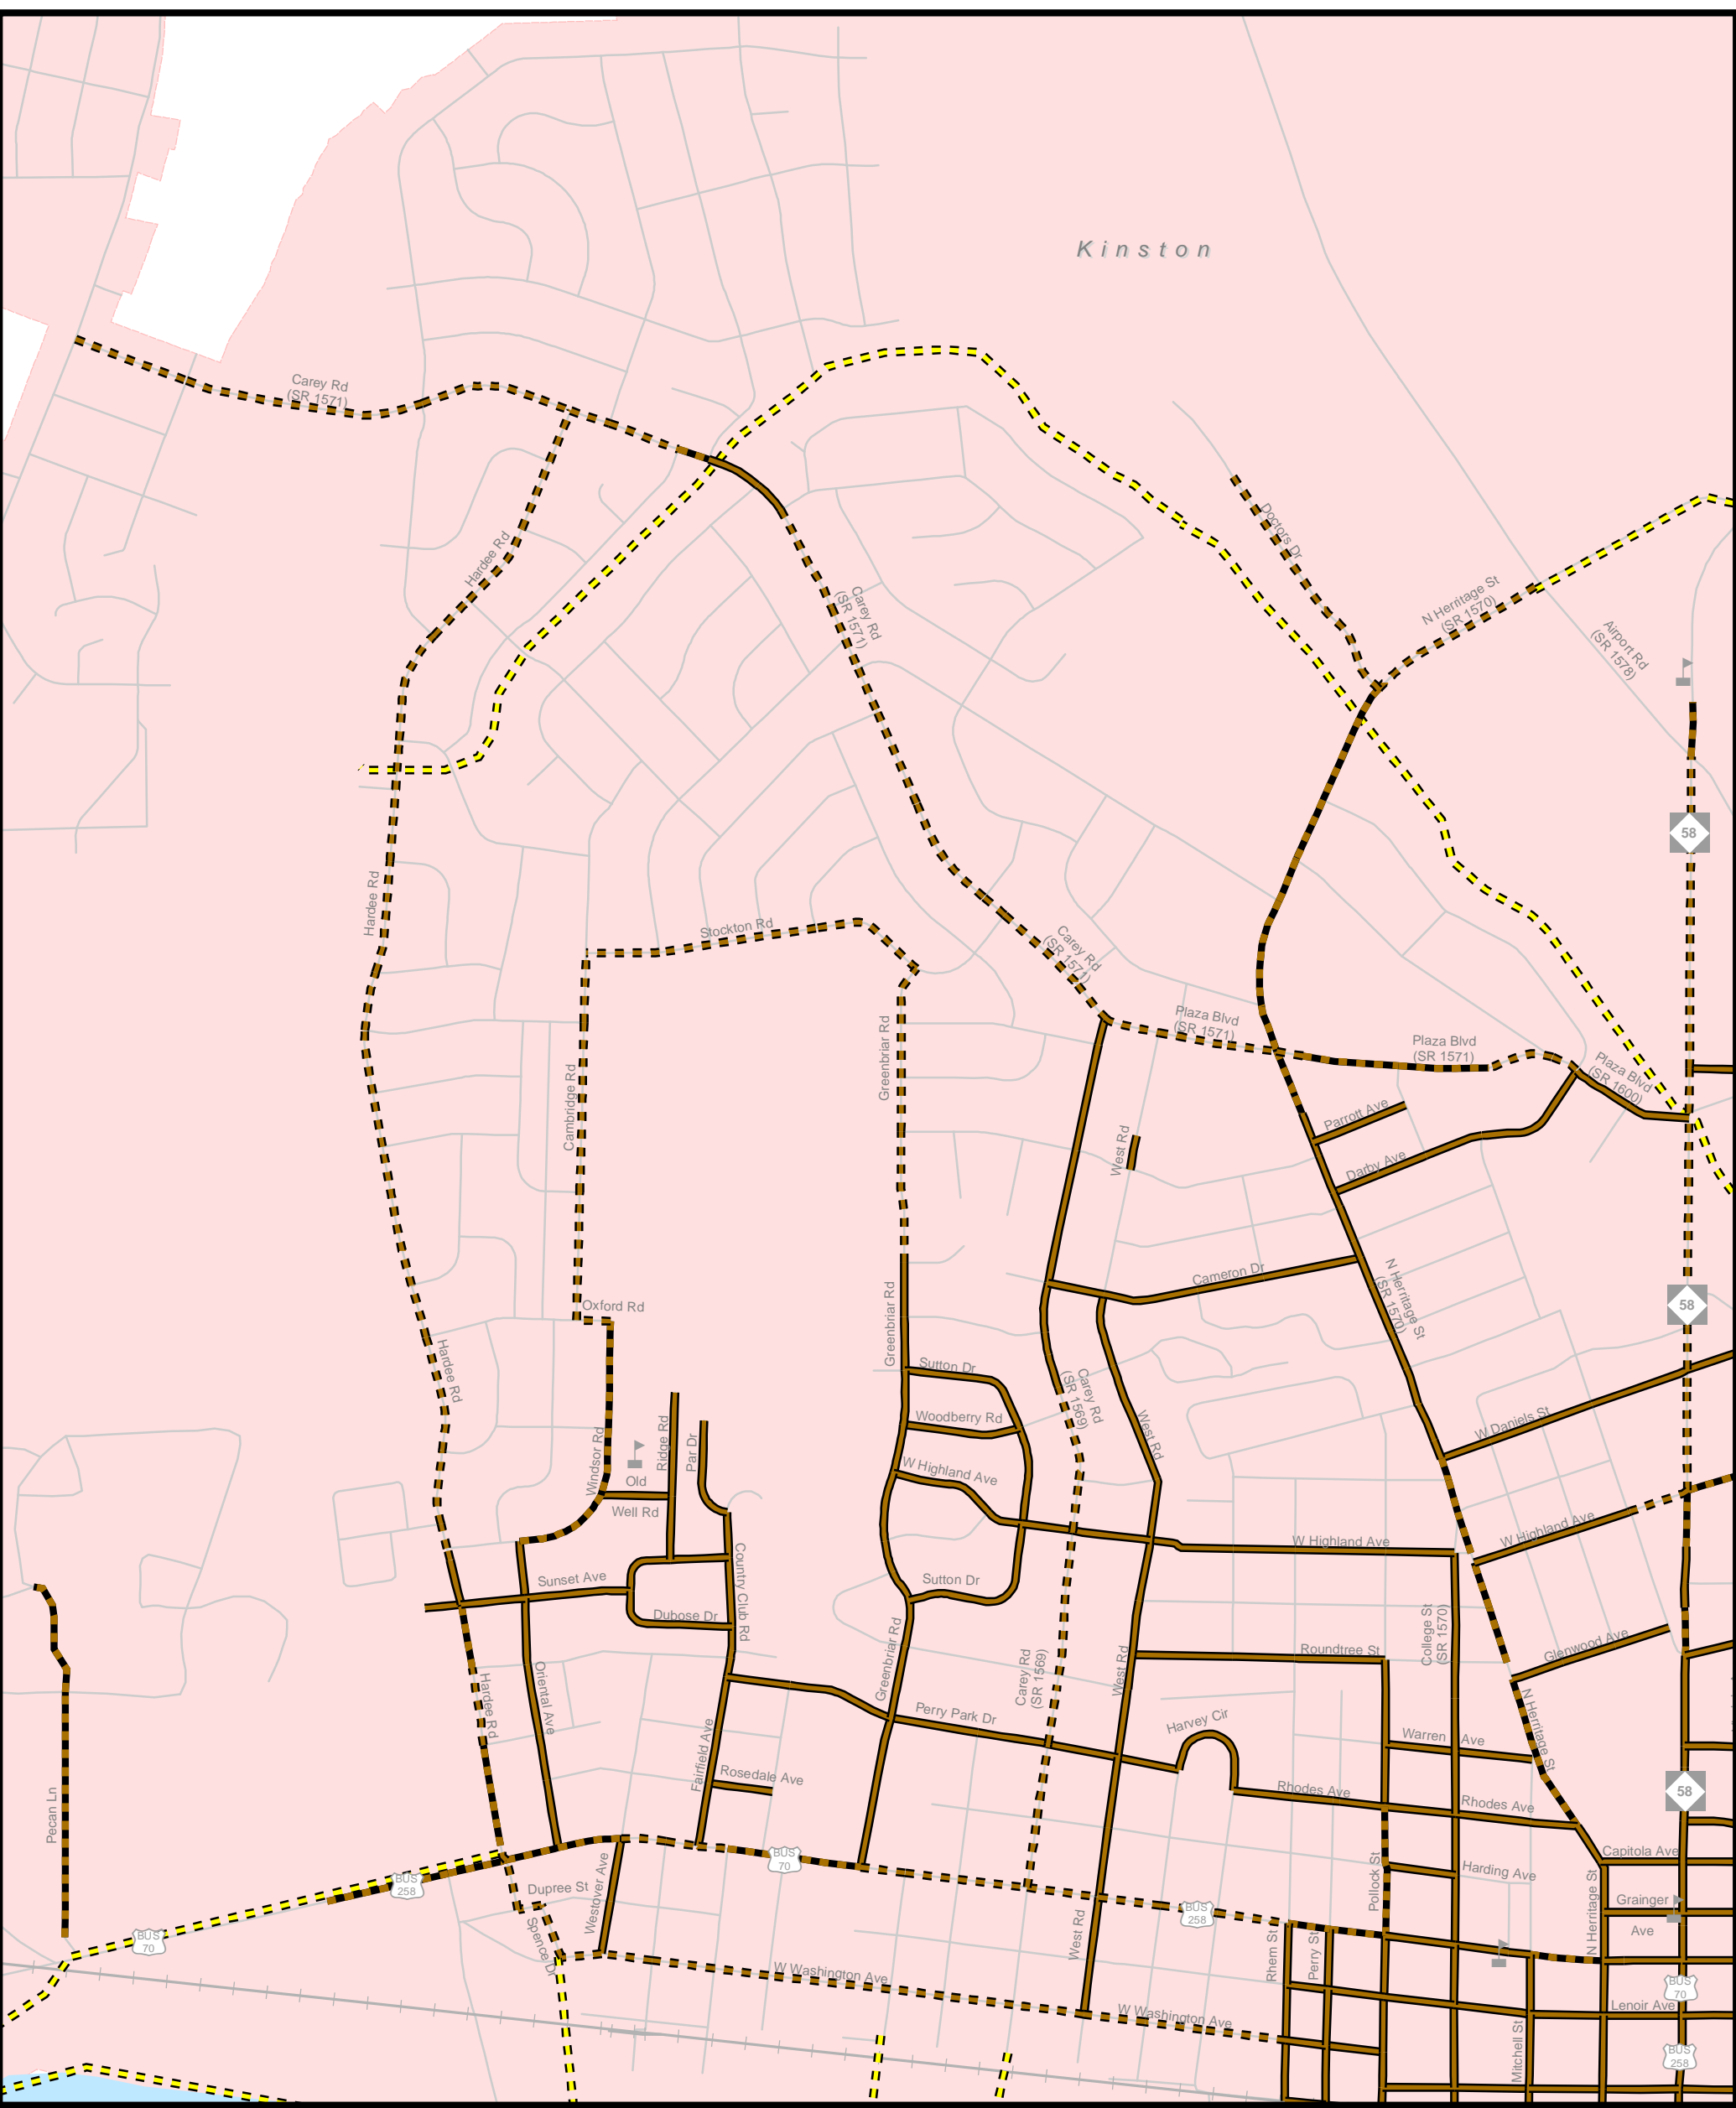 Kinston
Carey Rd
(SR 1571)
Hardee Rd
Doctors Dr
N Herritage St
(SR 1570)
Carey Rd
(SR 1571)
Airport Rd
(SR 1578)
58
Hardee Rd
Stockton Rd
Carey Rd
(SR 1571)
Plaza Blvd
(SR 1571)
Plaza Blvd
(SR 1571)
Plaza Blvd
(SR 1600)
Greenbriar Rd
Cambridge Rd
West Rd
Parrott Ave
Darby Ave
Cameron Dr
N Herritage St
(SR 1570)
58
Oxford Rd
Greenbriar Rd
Hardee Rd
Sutton Dr
Carey Rd
(SR 1569)
Woodberry Rd
West Rd
W Daniels St
Windsor Rd
Ridge Rd
Par Dr
W Highland Ave
Old
Well Rd
W Highland Ave
W Highland Ave
Sunset Ave
Country Club Rd
Sutton Dr
Dubose Dr
College St
(SR 1570)
Roundtree St
Glenwood Ave
Hardee Rd
Oriental Ave
Greenbriar Rd
Carey Rd
(SR 1569)
West Rd
Perry Park Dr
Harvey Cir
Warren Ave
N Herritage St
Fairfield Ave
Rosedale Ave
Rhodes Ave
Rhodes Ave
58
Pecan Ln
BUS
70
BUS
258
Capitola Ave
Harding Ave
Dupree St
Westover Ave
Pollock St
N Herritage St
Grainger
Ave
BUS
258
BUS
70
Spence Dr
West Rd
Rhem St
Perry St
W Washington Ave
W Washington Ave
BUS
70
Lenoir Ave
Mitchell St
BUS
258